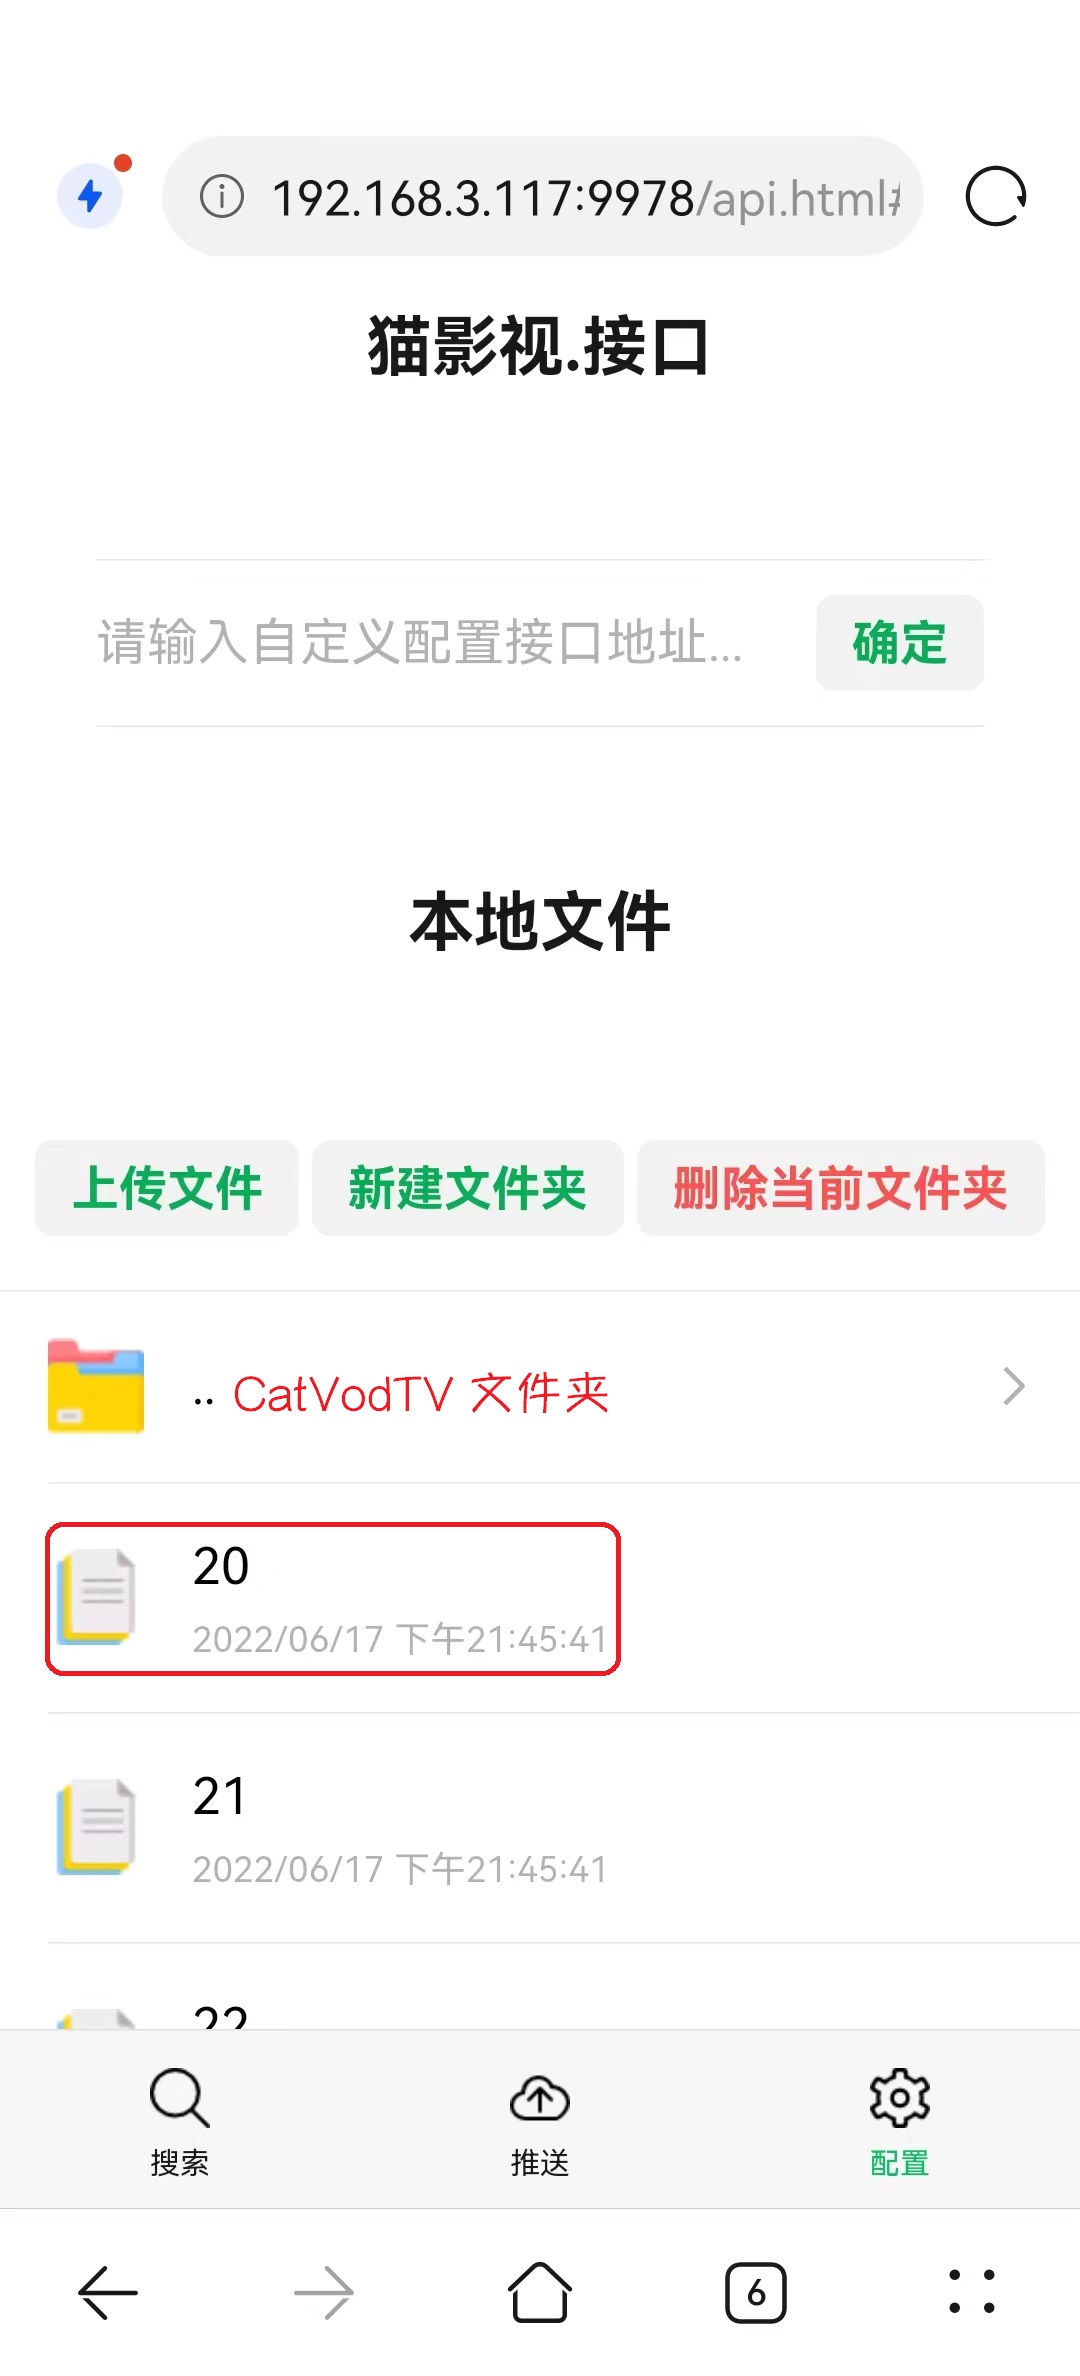 192.168.3.117:9978/api.html#
猫影视.接口
请输入自定义配置接口地址...
确定
本地文件
上传文件 新建文件夹 删除当前文件夹
.. CatVodTV 文件夹
20
2022/06/17 下午21:45:41
21
2022/06/17 下午21:45:41
22
搜索 推送 配置
6